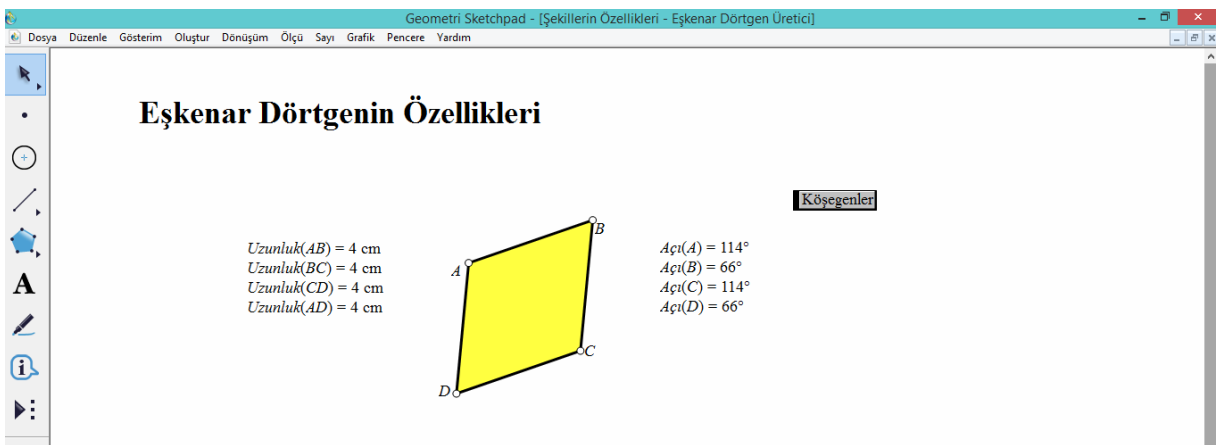 Geometri Sketchpad - [Şekillerin Özellikleri - Eşkenar Dörtgen Üretici]
Dosya Düzenle Gösterim Oluştur Dönüşüm Ölçü Sayı Grafik Pencere Yardım
Eşkenar Dörtgenin Özellikleri
Köşegenler
Uzunluk(AB) = 4 cm
Uzunluk(BC) = 4 cm
Uzunluk(CD) = 4 cm
Uzunluk(AD) = 4 cm
A
B
C
D
Açı(A) = 114°
Açı(B) = 66°
Açı(C) = 114°
Açı(D) = 66°
A